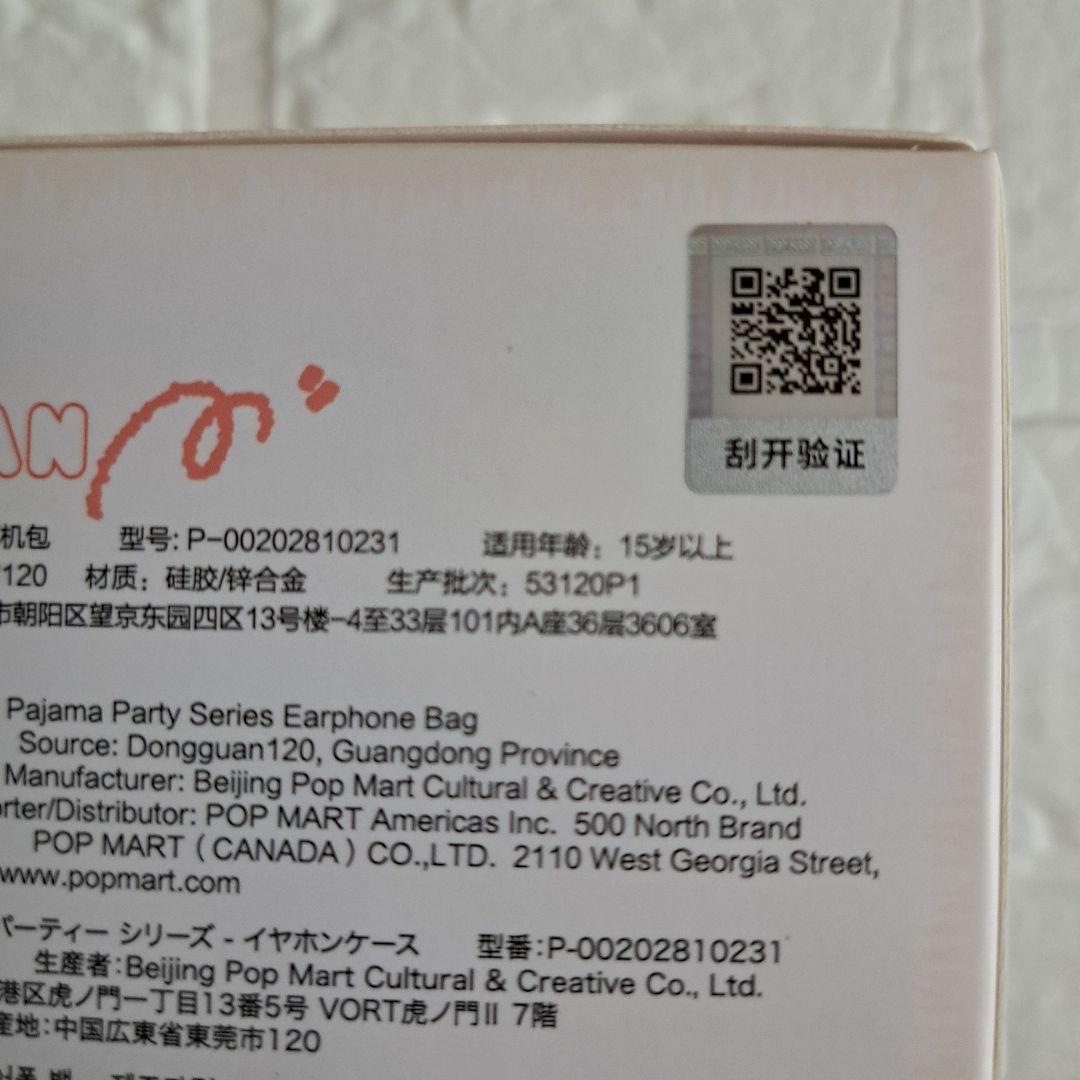 AN
刮开验证
机包 型号: P-00202810231 适用年龄: 15岁以上
120 材质: 硅胶/锌合金 生产批次: 53120P1
市朝阳区望京东园四区13号楼-4至33层101内A座36层3606室
Pajama Party Series Earphone Bag
Source: Dongguan120, Guangdong Province
Manufacturer: Beijing Pop Mart Cultural & Creative Co., Ltd.
orter/Distributor: POP MART Americas Inc. 500 North Brand
POP MART (CANADA) CO.,LTD. 2110 West Georgia Street,
www.popmart.com
パーティー シリーズ - イヤホンケース 型番:P-00202810231
生産者:Beijing Pop Mart Cultural & Creative Co., Ltd.
港区虎ノ門一丁目13番5号 VORT虎ノ門II 7階
産地:中国広東省東莞市120